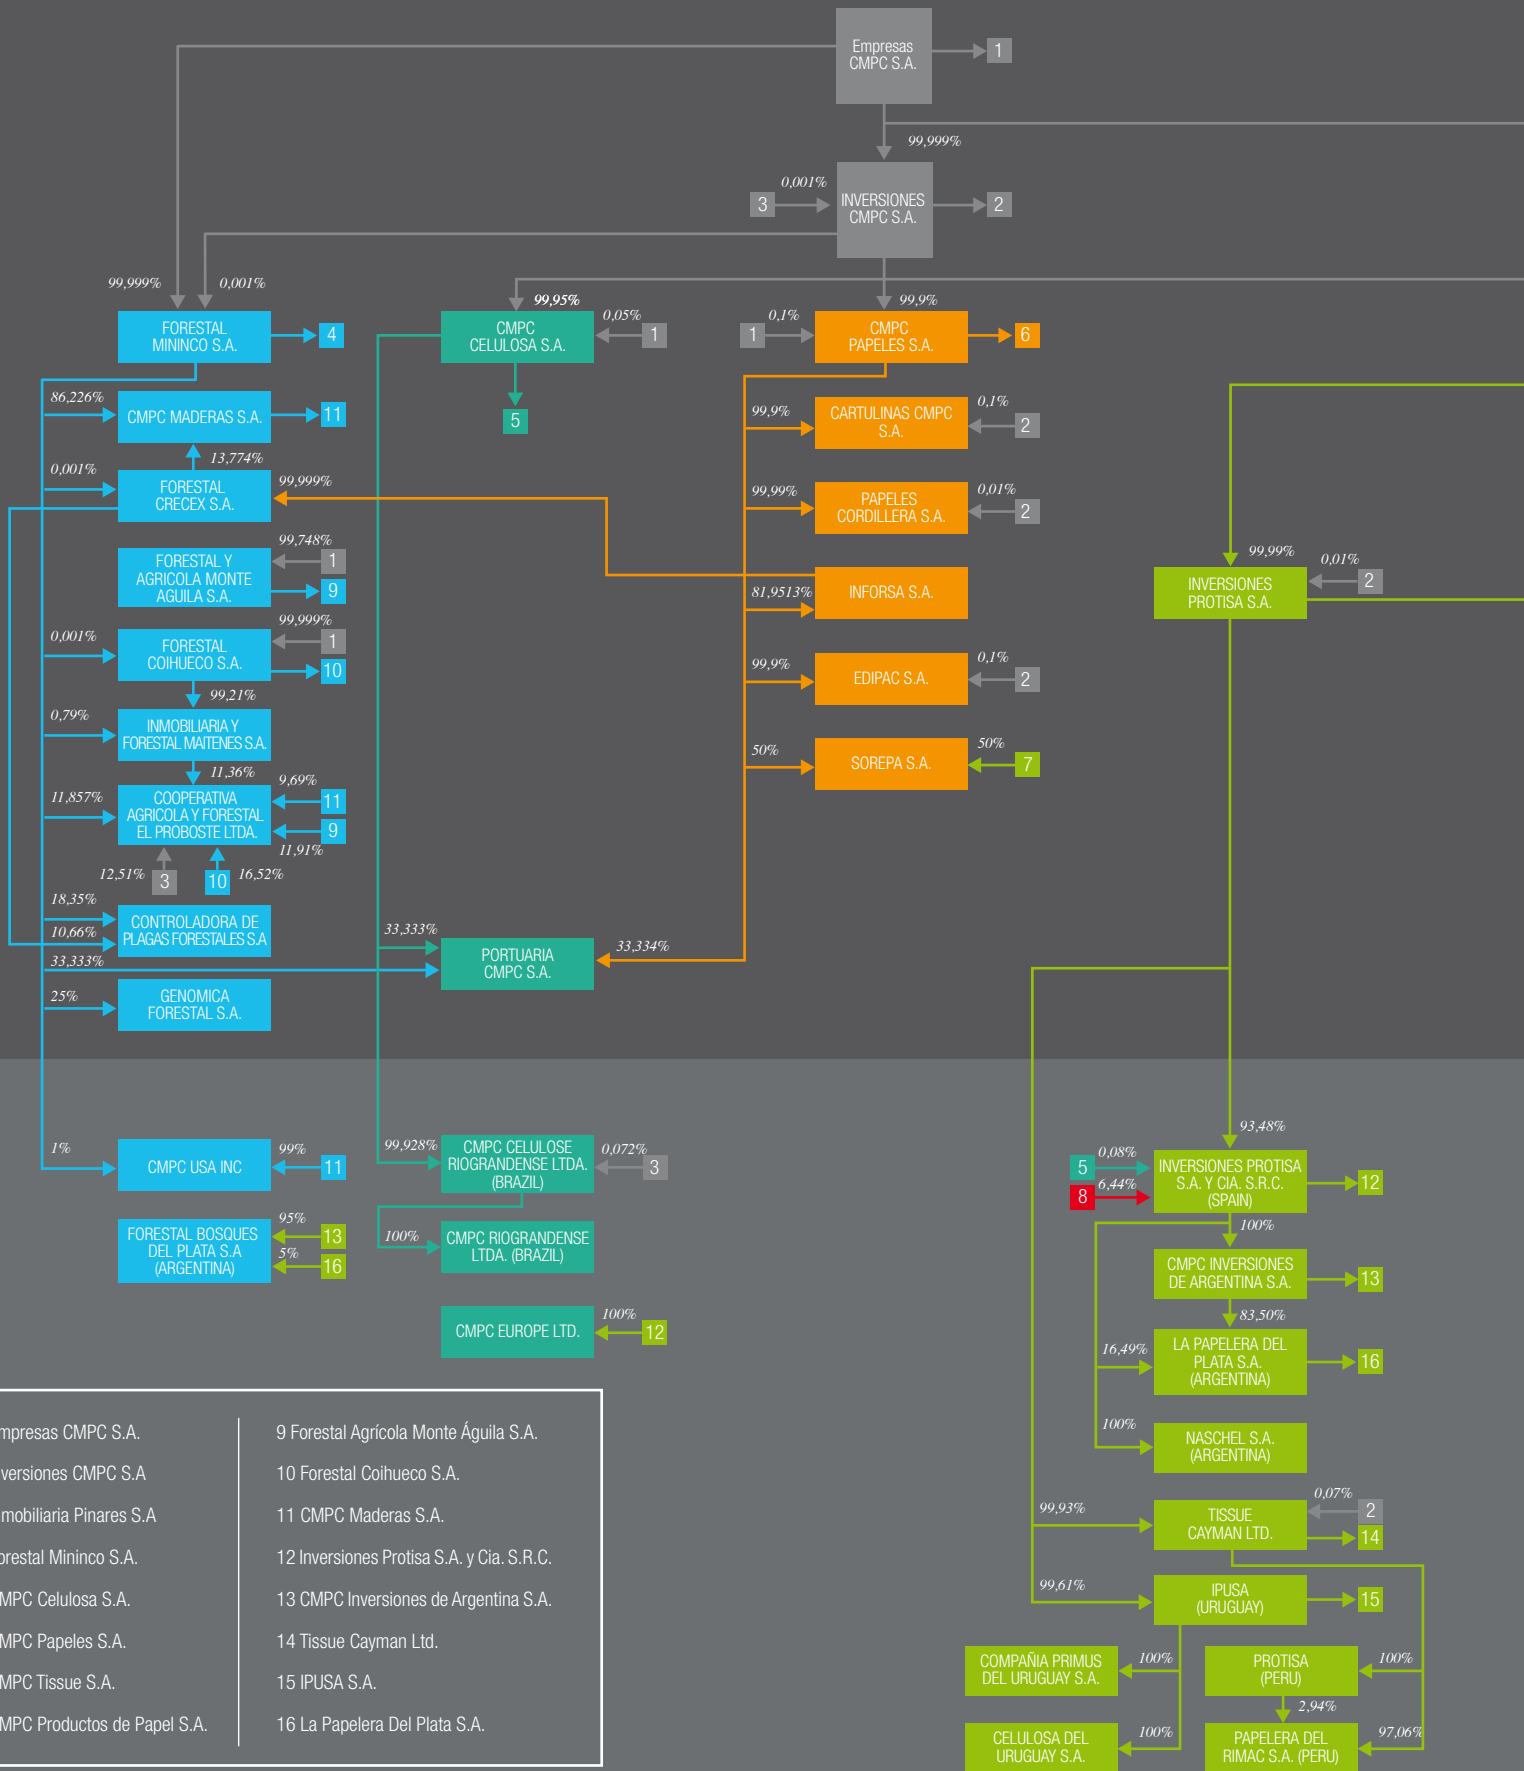 Empresas
CMPC S.A.
1
99,999%
0,001%
3
INVERSIONES
CMPC S.A.
2
99,999%
0,001%
99,95%
99,9%
FORESTAL
MININCO S.A.
4
CMPC
CELULOSA S.A.
0,05%
1
5
0,1%
1
CMPC
PAPELES S.A.
6
86,226%
CMPC MADERAS S.A.
11
13,774%
0,001%
FORESTAL
CRECEX S.A.
99,999%
99,748%
FORESTAL Y
AGRICOLA MONTE
AGUILA S.A.
1
9
99,999%
0,001%
FORESTAL
COIHUECO S.A.
1
10
99,21%
0,79%
INMOBILIARIA Y
FORESTAL MAITENES S.A.
11,36%
11,857%
COOPERATIVA
AGRICOLA Y FORESTAL
EL PROBOSTE LTDA.
9,69%
11
9
11,91%
12,51%
3
10
16,52%
18,35%
10,66%
CONTROLADORA DE
PLAGAS FORESTALES S.A
33,333%
25%
GENOMICA
FORESTAL S.A.
99,9%
CARTULINAS CMPC
S.A.
0,1%
2
99,99%
PAPELES
CORDILLERA S.A.
0,01%
2
81,9513%
INFORSA S.A.
99,9%
EDIPAC S.A.
0,1%
2
50%
SOREPA S.A.
50%
7
33,333%
PORTUARIA
CMPC S.A.
33,334%
99,99%
INVERSIONES
PROTISA S.A.
0,01%
2
1%
CMPC USA INC
99%
11
FORESTAL BOSQUES
DEL PLATA S.A
(ARGENTINA)
95%
13
5%
16
99,928%
CMPC CELULOSE
RIOGRANDENSE LTDA.
(BRAZIL)
0,072%
3
100%
CMPC RIOGRANDENSE
LTDA. (BRAZIL)
CMPC EUROPE LTD.
100%
12
93,48%
0,08%
5
6,44%
8
INVERSIONES PROTISA
S.A. Y CIA. S.R.C.
(SPAIN)
12
100%
CMPC INVERSIONES
DE ARGENTINA S.A.
13
83,50%
16,49%
LA PAPELERA DEL
PLATA S.A.
(ARGENTINA)
16
100%
NASCHEL S.A.
(ARGENTINA)
99,93%
TISSUE
CAYMAN LTD.
0,07%
2
14
99,61%
IPUSA
(URUGUAY)
15
COMPAÑIA PRIMUS
DEL URUGUAY S.A.
100%
PROTISA
(PERU)
100%
2,94%
CELULOSA DEL
URUGUAY S.A.
100%
PAPELERA DEL
RIMAC S.A. (PERU)
97,06%
mpresas CMPC S.A.
versiones CMPC S.A
mobiliaria Pinares S.A
orestal Mininco S.A.
MPC Celulosa S.A.
MPC Papeles S.A.
MPC Tissue S.A.
MPC Productos de Papel S.A.
9 Forestal Agrícola Monte Águila S.A.
10 Forestal Coihueco S.A.
11 CMPC Maderas S.A.
12 Inversiones Protisa S.A. y Cia. S.R.C.
13 CMPC Inversiones de Argentina S.A.
14 Tissue Cayman Ltd.
15 IPUSA S.A.
16 La Papelera Del Plata S.A.